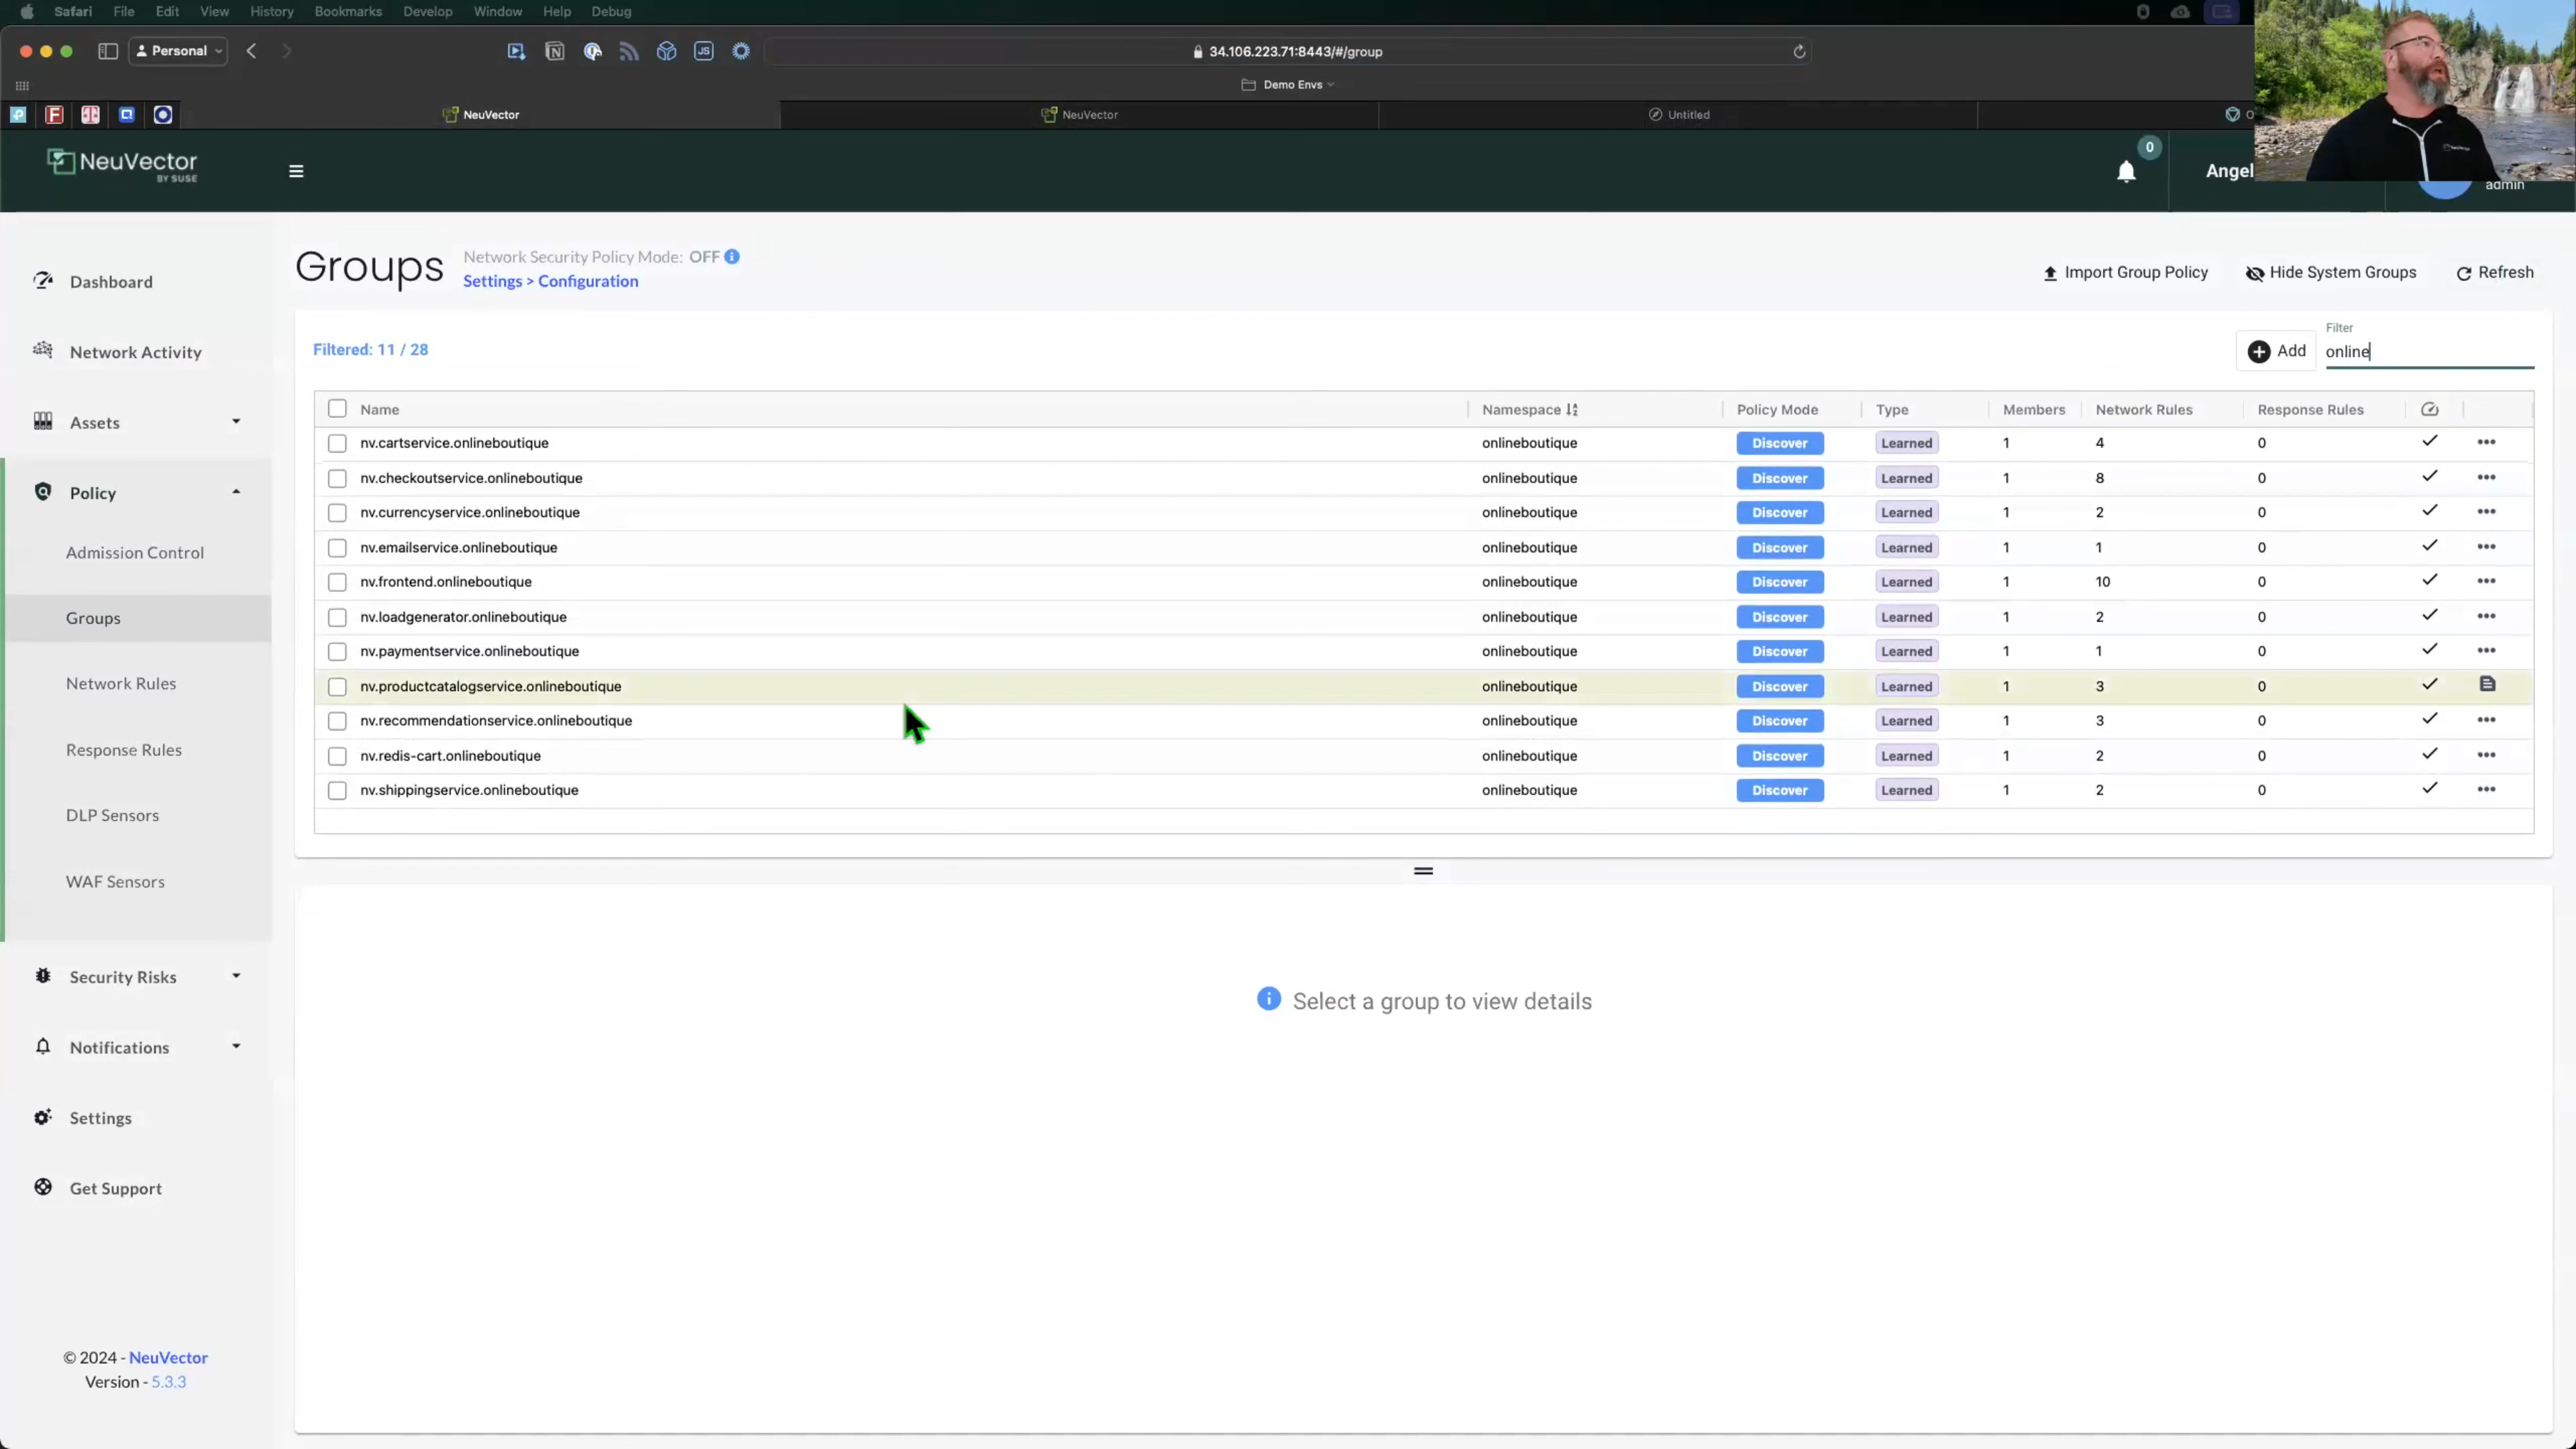 Safari File Edit View History Bookmarks Develop Window Help Debug
Personal 34.106.223.71:8443/#/group
Demo Envs
NeuVector NeuVector Untitled
NeuVector
BY SUSE
0
Angel
admin
Groups
Network Security Policy Mode: OFF
Settings > Configuration
Import Group Policy Hide System Groups Refresh
Filtered: 11 / 28
Add
Filter
online
Name Namespace Policy Mode Type Members Network Rules Response Rules
nv.cartservice.onlineboutique onlineboutique Discover Learned 1 4 0
nv.checkoutservice.onlineboutique onlineboutique Discover Learned 1 8 0
nv.currencyservice.onlineboutique onlineboutique Discover Learned 1 2 0
nv.emailservice.onlineboutique onlineboutique Discover Learned 1 1 0
nv.frontend.onlineboutique onlineboutique Discover Learned 1 10 0
nv.loadgenerator.onlineboutique onlineboutique Discover Learned 1 2 0
nv.paymentservice.onlineboutique onlineboutique Discover Learned 1 1 0
nv.productcatalogservice.onlineboutique onlineboutique Discover Learned 1 3 0
nv.recommendationservice.onlineboutique onlineboutique Discover Learned 1 3 0
nv.redis-cart.onlineboutique onlineboutique Discover Learned 1 2 0
nv.shippingservice.onlineboutique onlineboutique Discover Learned 1 2 0
Select a group to view details
Dashboard
Network Activity
Assets
Policy
Admission Control
Groups
Network Rules
Response Rules
DLP Sensors
WAF Sensors
Security Risks
Notifications
Settings
Get Support
© 2024 - NeuVector
Version - 5.3.3